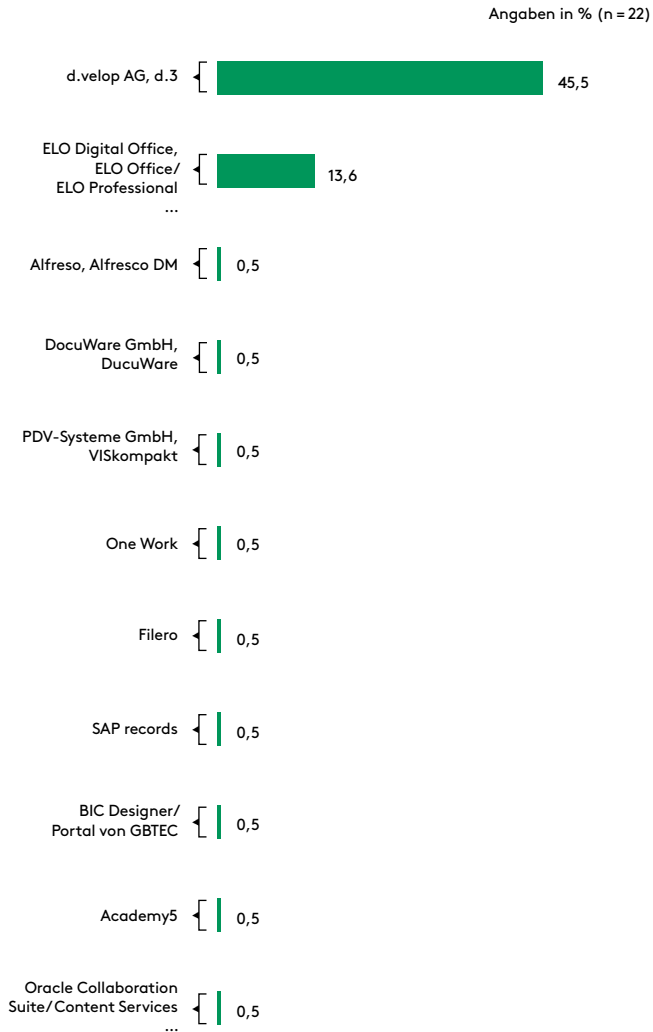 Angaben in % (n = 22)
d.velop AG, d.3
45,5
ELO Digital Office,
ELO Office/
ELO Professional
...
13,6
Alfreso, Alfresco DM
0,5
DocuWare GmbH,
DucuWare
0,5
PDV-Systeme GmbH,
VISkompakt
0,5
One Work
0,5
Filero
0,5
SAP records
0,5
BIC Designer/
Portal von GBTEC
0,5
Academy5
0,5
Oracle Collaboration
Suite/Content Services
...
0,5